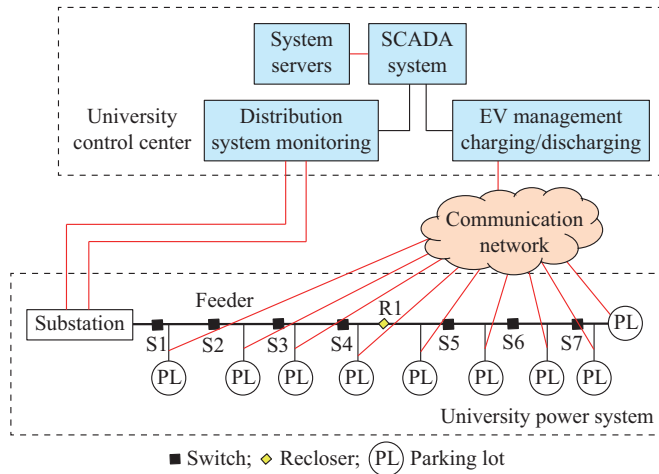 System
servers
SCADA
system
University
control center
Distribution
system monitoring
EV management
charging/discharging
Communication
network
Substation
Feeder
R1
S1
S2
S3
S4
S5
S6
S7
PL
PL
PL
PL
PL
PL
PL
PL
PL
University power system
Switch; Recloser; PL Parking lot